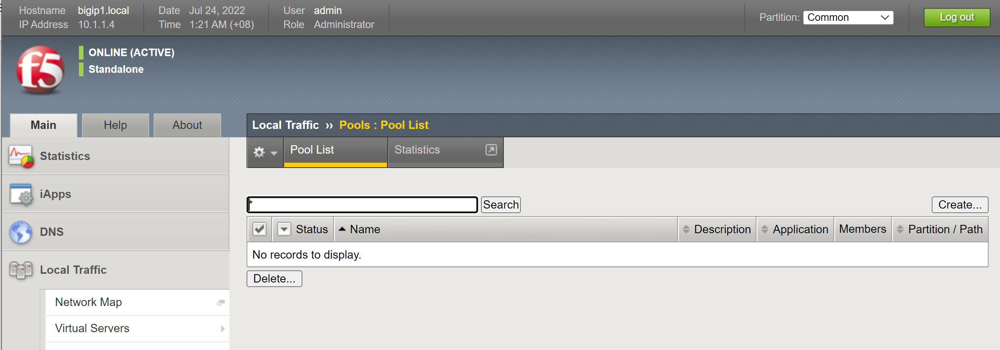 Hostname bigip1.local Date Jul 24, 2022 User admin
IP Address 10.1.1.4 Time 1:21 AM (+08) Role Administrator
Partition: Common Log out
f5
ONLINE (ACTIVE)
Standalone
Main Help About
Local Traffic ›› Pools : Pool List
Pool List Statistics
Statistics
iApps
DNS
Local Traffic
Network Map
Virtual Servers
* Search Create...
Status Name Description Application Members Partition / Path
No records to display.
Delete...